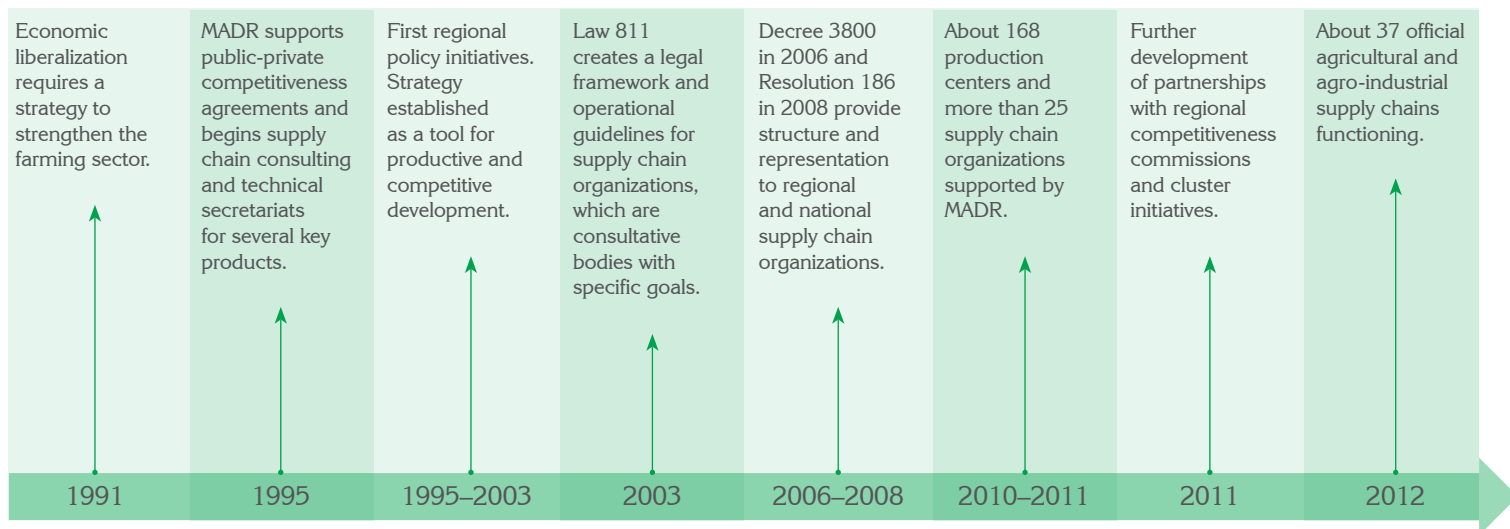 Economic
liberalization
requires a
strategy to
strengthen the
farming sector.
MADR supports
public-private
competitiveness
agreements and
begins supply
chain consulting
and technical
secretariats
for several key
products.
First regional
policy initiatives.
Strategy
established
as a tool for
productive and
competitive
development.
Law 811
creates a legal
framework and
operational
guidelines for
supply chain
organizations,
which are
consultative
bodies with
specific goals.
Decree 3800
in 2006 and
Resolution 186
in 2008 provide
structure and
representation
to regional
and national
supply chain
organizations.
About 168
production
centers and
more than 25
supply chain
organizations
supported by
MADR.
Further
development
of partnerships
with regional
competitiveness
commissions
and cluster
initiatives.
About 37 official
agricultural and
agro-industrial
supply chains
functioning.
1991
1995
1995–2003
2003
2006–2008
2010–2011
2011
2012